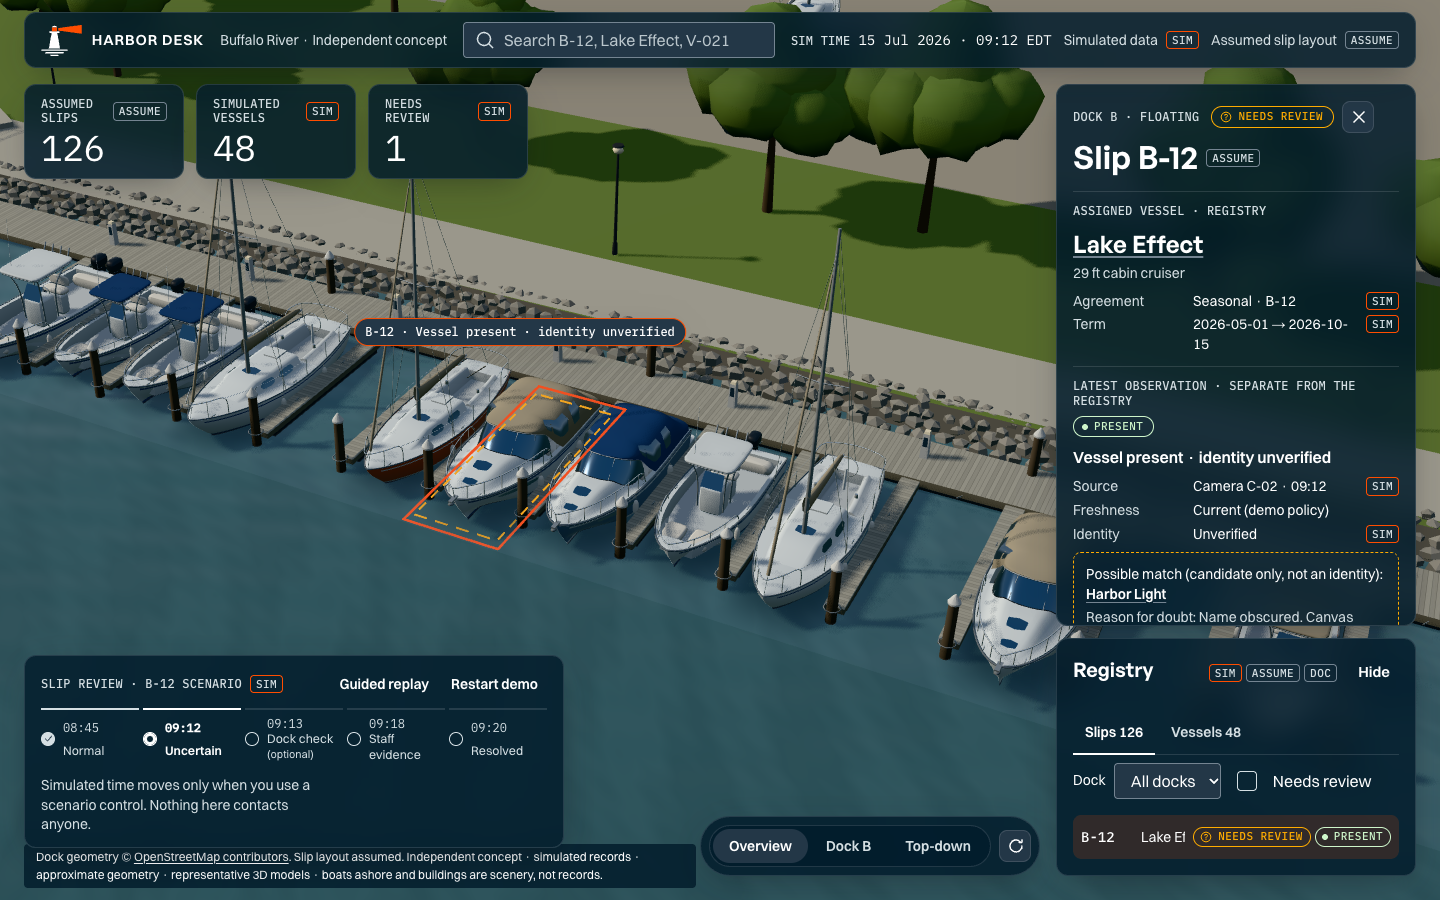 HARBOR DESK
Buffalo River · Independent concept
Search B-12, Lake Effect, V-021
SIM TIME 15 Jul 2026 · 09:12 EDT
Simulated data SIM
Assumed slip layout ASSUME
ASSUMED SLIPS ASSUME
126
SIMULATED VESSELS SIM
48
NEEDS REVIEW SIM
1
B-12 · Vessel present · identity unverified
DOCK B · FLOATING
NEEDS REVIEW
Slip B-12 ASSUME
ASSIGNED VESSEL · REGISTRY
Lake Effect
29 ft cabin cruiser
Agreement Seasonal · B-12 SIM
Term 2026-05-01 → 2026-10-15 SIM
LATEST OBSERVATION · SEPARATE FROM THE
REGISTRY
PRESENT
Vessel present · identity unverified
Source Camera C-02 · 09:12 SIM
Freshness Current (demo policy)
Identity Unverified SIM
Possible match (candidate only, not an identity):
Harbor Light
Reason for doubt: Name obscured. Canvas
Registry SIM ASSUME DOC Hide
Slips 126 Vessels 48
Dock All docks Needs review
B-12 Lake Ef NEEDS REVIEW PRESENT
SLIP REVIEW · B-12 SCENARIO SIM
Guided replay Restart demo
08:45 Normal
09:12 Uncertain
09:13 Dock check (optional)
09:18 Staff evidence
09:20 Resolved
Simulated time moves only when you use a
scenario control. Nothing here contacts
anyone.
Dock geometry © OpenStreetMap contributors. Slip layout assumed. Independent concept · simulated records ·
approximate geometry · representative 3D models · boats ashore and buildings are scenery, not records.
Overview Dock B Top-down